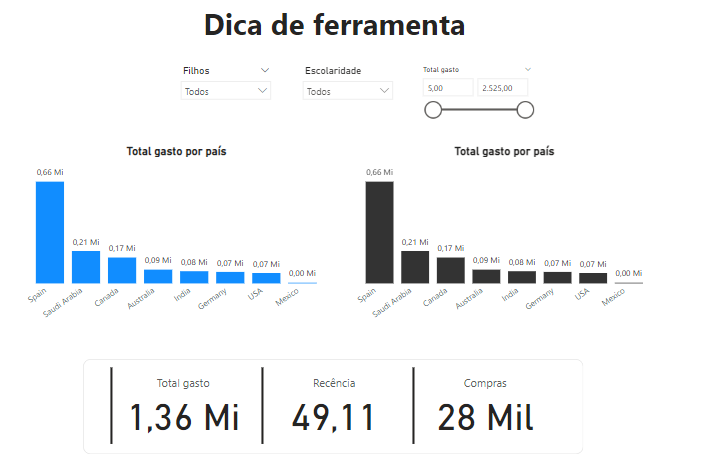 Dica de ferramenta
Filhos
Escolaridade
Total gasto
Todos
Todos
5,00
2.525,00
Total gasto por país
0,66 Mi
0,21 Mi
0,17 Mi
0,09 Mi
0,08 Mi
0,07 Mi
0,07 Mi
0,00 Mi
Spain
Saudi Arabia
Canada
Australia
India
Germany
USA
Mexico
Total gasto por país
0,66 Mi
0,21 Mi
0,17 Mi
0,09 Mi
0,08 Mi
0,07 Mi
0,07 Mi
0,00 Mi
Spain
Saudi Arabia
Canada
Australia
India
Germany
USA
Mexico
Total gasto
1,36 Mi
Recência
49,11
Compras
28 Mil